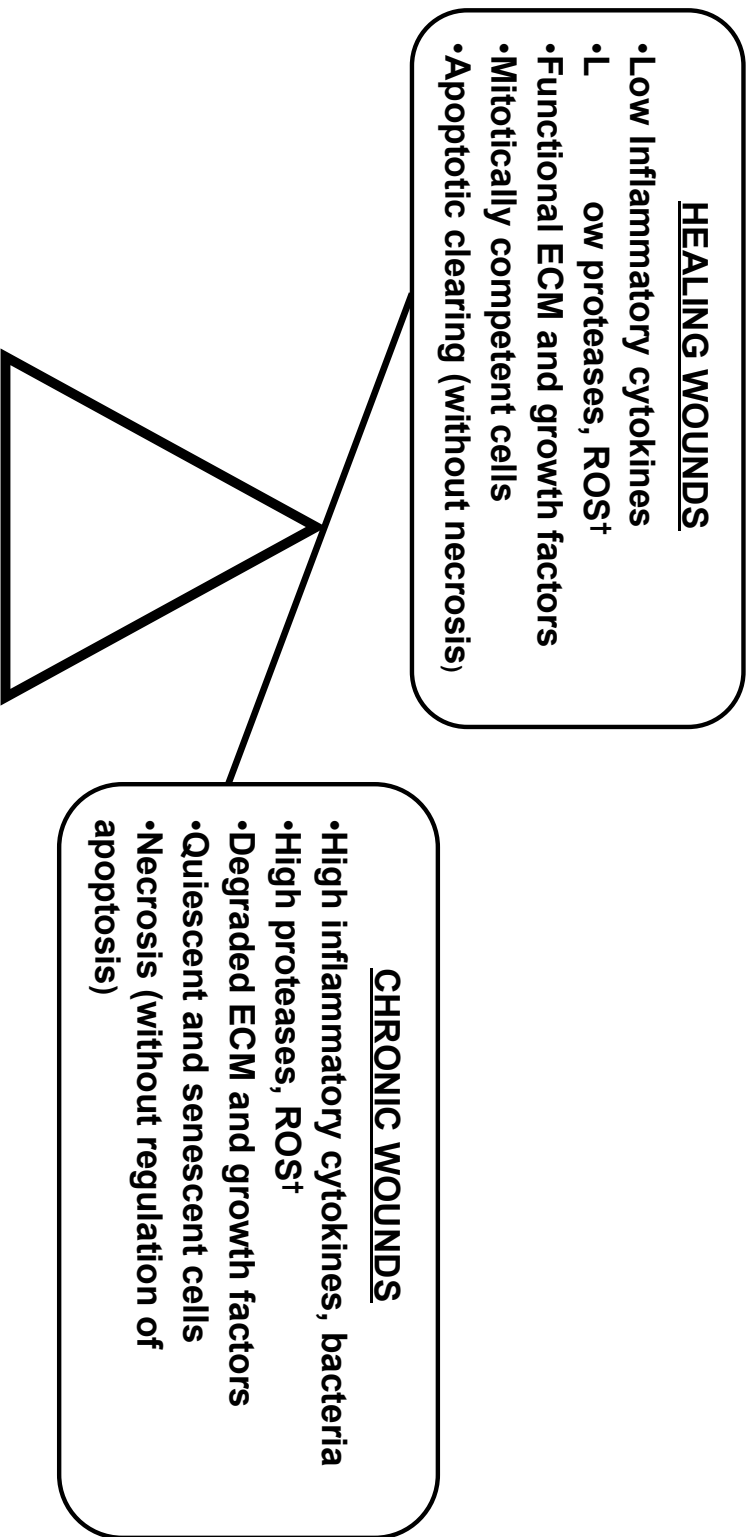 HEALING WOUNDS
•Low Inflammatory cytokines
•L ow proteases, ROS†
•Functional ECM and growth factors
•Mitotically competent cells
•Apoptotic clearing (without necrosis)
CHRONIC WOUNDS
•High inflammatory cytokines, bacteria
•High proteases, ROS†
•Degraded ECM and growth factors
•Quiescent and senescent cells
•Necrosis (without regulation of
apoptosis)